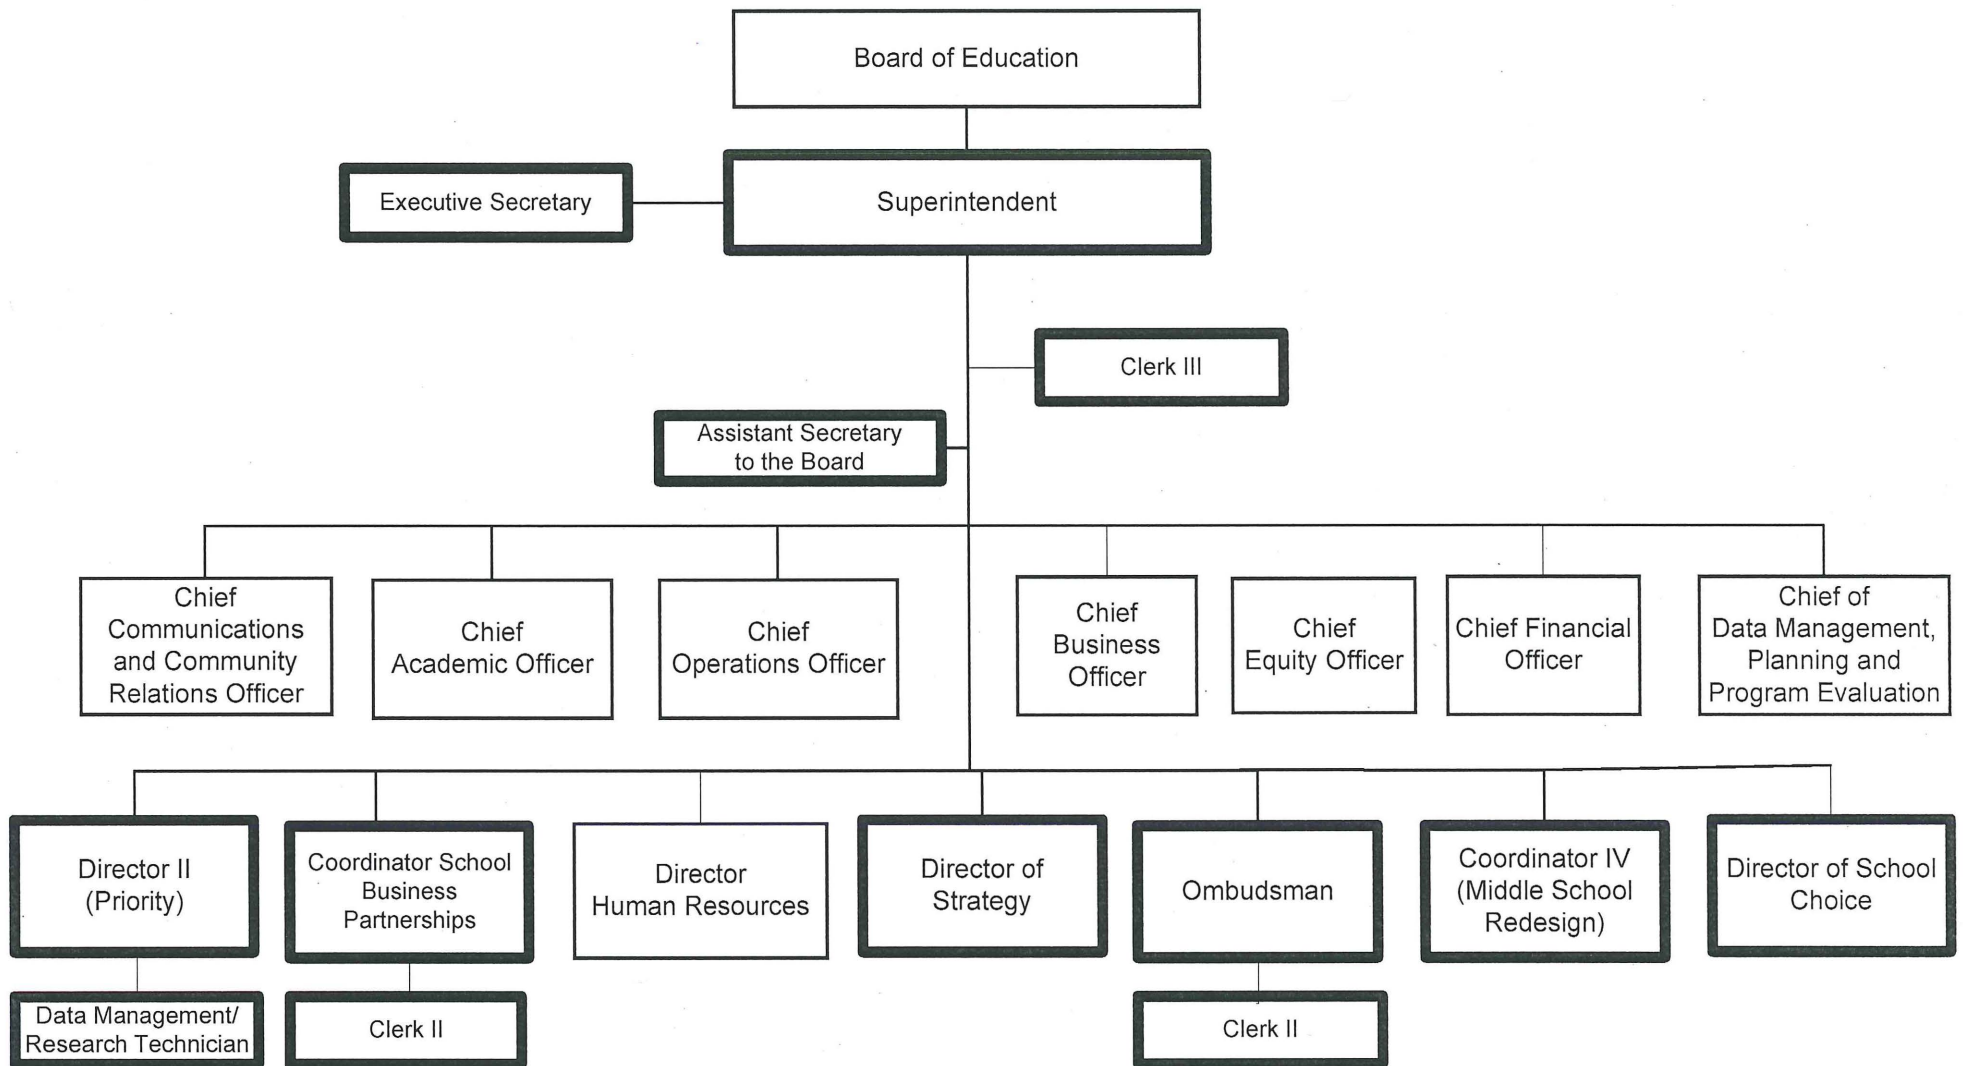 Board of Education
Executive Secretary
Superintendent
Clerk III
Assistant Secretary
to the Board
Chief
Communications
and Community
Relations Officer
Chief
Academic Officer
Chief
Operations Officer
Chief
Business
Officer
Chief
Equity Officer
Chief Financial
Officer
Chief of
Data Management,
Planning and
Program Evaluation
Director II
(Priority)
Coordinator School
Business
Partnerships
Director
Human Resources
Director of
Strategy
Ombudsman
Coordinator IV
(Middle School
Redesign)
Director of School
Choice
Data Management/
Research Technician
Clerk II
Clerk II